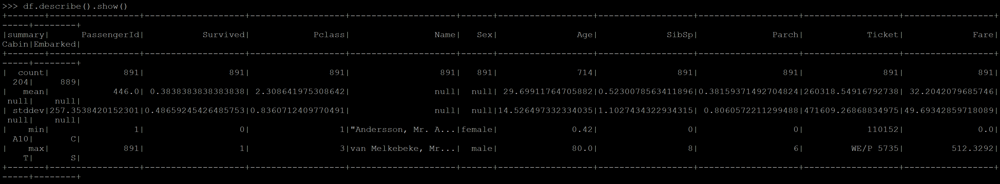 >>> df.describe().show()
+-------+-----------------+-------------------+------------------+--------------------+------+------------------+------------------+-------------------+------------------+-----------------+
-----+--------+
|summary|      PassengerId|           Survived|            Pclass|                Name|   Sex|               Age|             SibSp|              Parch|            Ticket|             Fare|
Cabin|Embarked|
+-------+-----------------+-------------------+------------------+--------------------+------+------------------+------------------+-------------------+------------------+-----------------+
-----+--------+
|  count|              891|                891|               891|                 891|   891|               714|               891|                891|               891|              891|
  204|     889|
|   mean|            446.0| 0.3838383838383838| 2.308641975308642|                null|  null| 29.69911764705882|0.5230078563411896|0.38159371492704824|260318.54916792738| 32.2042079685746|
 null|    null|
| stddev|257.3538420152301|0.48659245426485753|0.8360712409770491|                null|  null|14.526497332334035|1.1027434322934315| 0.8060572211299488|471609.26868834975|49.69342859718089|
 null|    null|
|    min|                1|                  0|                 1|"Andersson, Mr. A...|female|              0.42|                 0|                  0|            110152|              0.0|
  A10|       C|
|    max|              891|                  1|                 3|van Melkebeke, Mr...|  male|              80.0|                 8|                  6|         WE/P 5735|         512.3292|
    T|       S|
+-------+-----------------+-------------------+------------------+--------------------+------+------------------+------------------+-------------------+------------------+-----------------+
-----+--------+